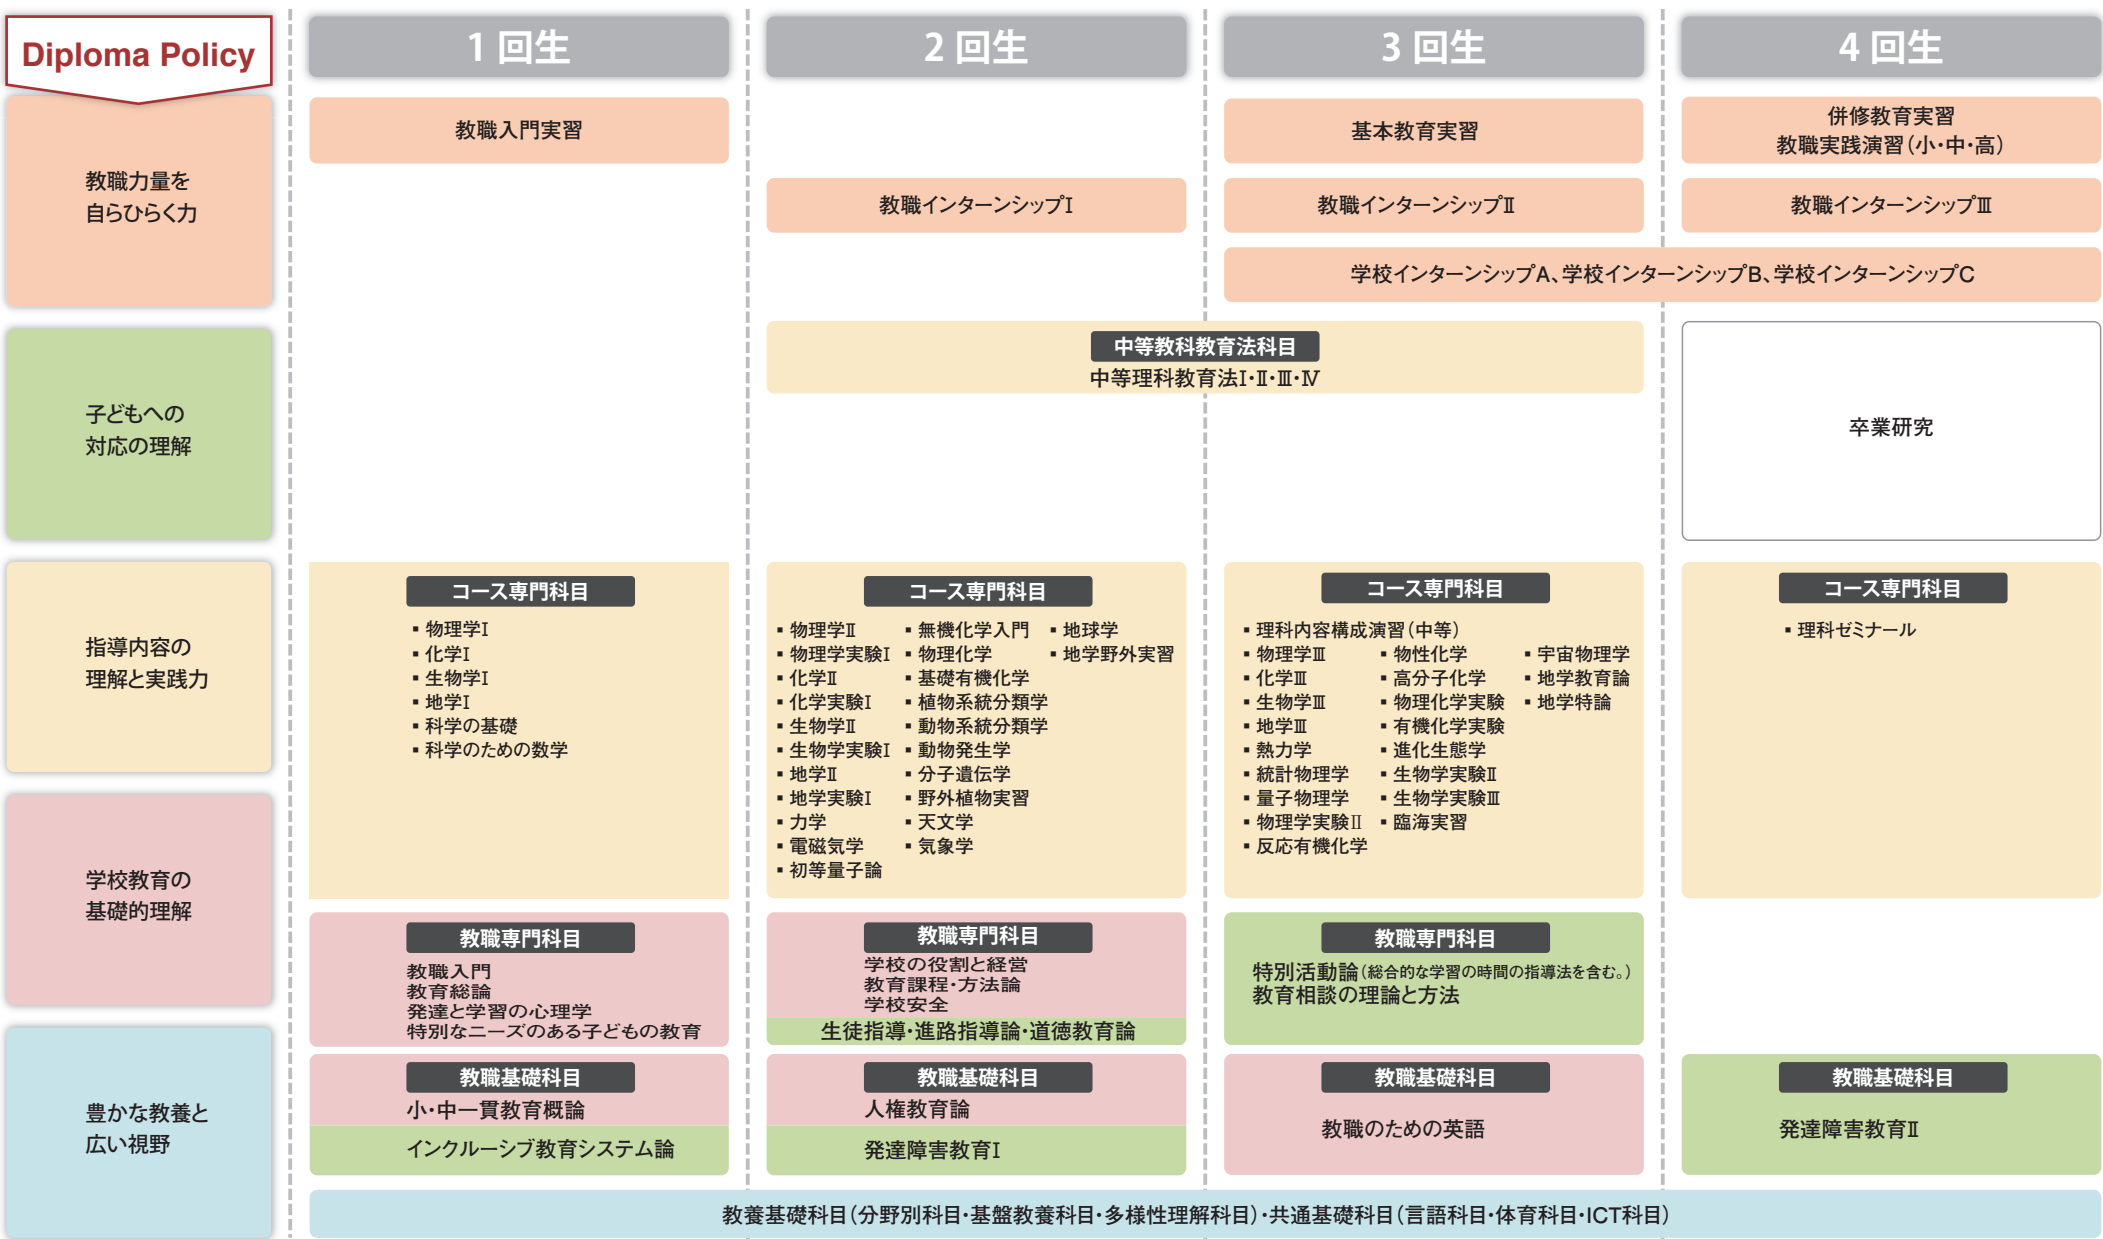 Diploma Policy
1 回生
2 回生
3 回生
4 回生
教職力量を
自らひらく力
教職入門実習
基本教育実習
併修教育実習
教職実践演習(小・中・高)
教職インターンシップⅠ
教職インターンシップⅡ
教職インターンシップⅢ
学校インターンシップA、学校インターンシップB、学校インターンシップC
子どもへの
対応の理解
中等教科教育法科目
中等理科教育法Ⅰ・Ⅱ・Ⅲ・Ⅳ
卒業研究
指導内容の
理解と実践力
学校教育の
基礎的理解
コース専門科目
▪ 物理学Ⅰ
▪ 化学Ⅰ
▪ 生物学Ⅰ
▪ 地学Ⅰ
▪ 科学の基礎
▪ 科学のための数学
コース専門科目
▪ 物理学Ⅱ
▪ 物理学実験Ⅰ
▪ 化学Ⅱ
▪ 化学実験Ⅰ
▪ 生物学Ⅱ
▪ 生物学実験Ⅰ
▪ 地学Ⅱ
▪ 地学実験Ⅰ
▪ 力学
▪ 電磁気学
▪ 初等量子論
▪ 無機化学入門
▪ 物理化学
▪ 基礎有機化学
▪ 植物系統分類学
▪ 動物系統分類学
▪ 動物発生学
▪ 分子遺伝学
▪ 野外植物実習
▪ 天文学
▪ 気象学
▪ 地球学
▪ 地学野外実習
コース専門科目
▪ 理科内容構成演習(中等)
▪ 物理学Ⅲ
▪ 化学Ⅲ
▪ 生物学Ⅲ
▪ 地学Ⅲ
▪ 熱力学
▪ 統計物理学
▪ 量子物理学
▪ 物理学実験Ⅱ
▪ 反応有機化学
▪ 物性化学
▪ 高分子化学
▪ 物理化学実験
▪ 有機化学実験
▪ 進化生態学
▪ 生物学実験Ⅱ
▪ 生物学実験Ⅲ
▪ 臨海実習
▪ 宇宙物理学
▪ 地学教育論
▪ 地学特論
コース専門科目
▪ 理科ゼミナール
教職専門科目
教職入門
教育総論
発達と学習の心理学
特別なニーズのある子どもの教育
教職専門科目
学校の役割と経営
教育課程・方法論
学校安全
生徒指導・進路指導論・道徳教育論
教職専門科目
特別活動論(総合的な学習の時間の指導法を含む。)
教育相談の理論と方法
豊かな教養と
広い視野
教職基礎科目
小・中一貫教育概論
インクルーシブ教育システム論
教職基礎科目
人権教育論
発達障害教育Ⅰ
教職基礎科目
教職のための英語
教職基礎科目
発達障害教育Ⅱ
教養基礎科目(分野別科目・基盤教養科目・多様性理解科目)・共通基礎科目(言語科目・体育科目・ICT科目)